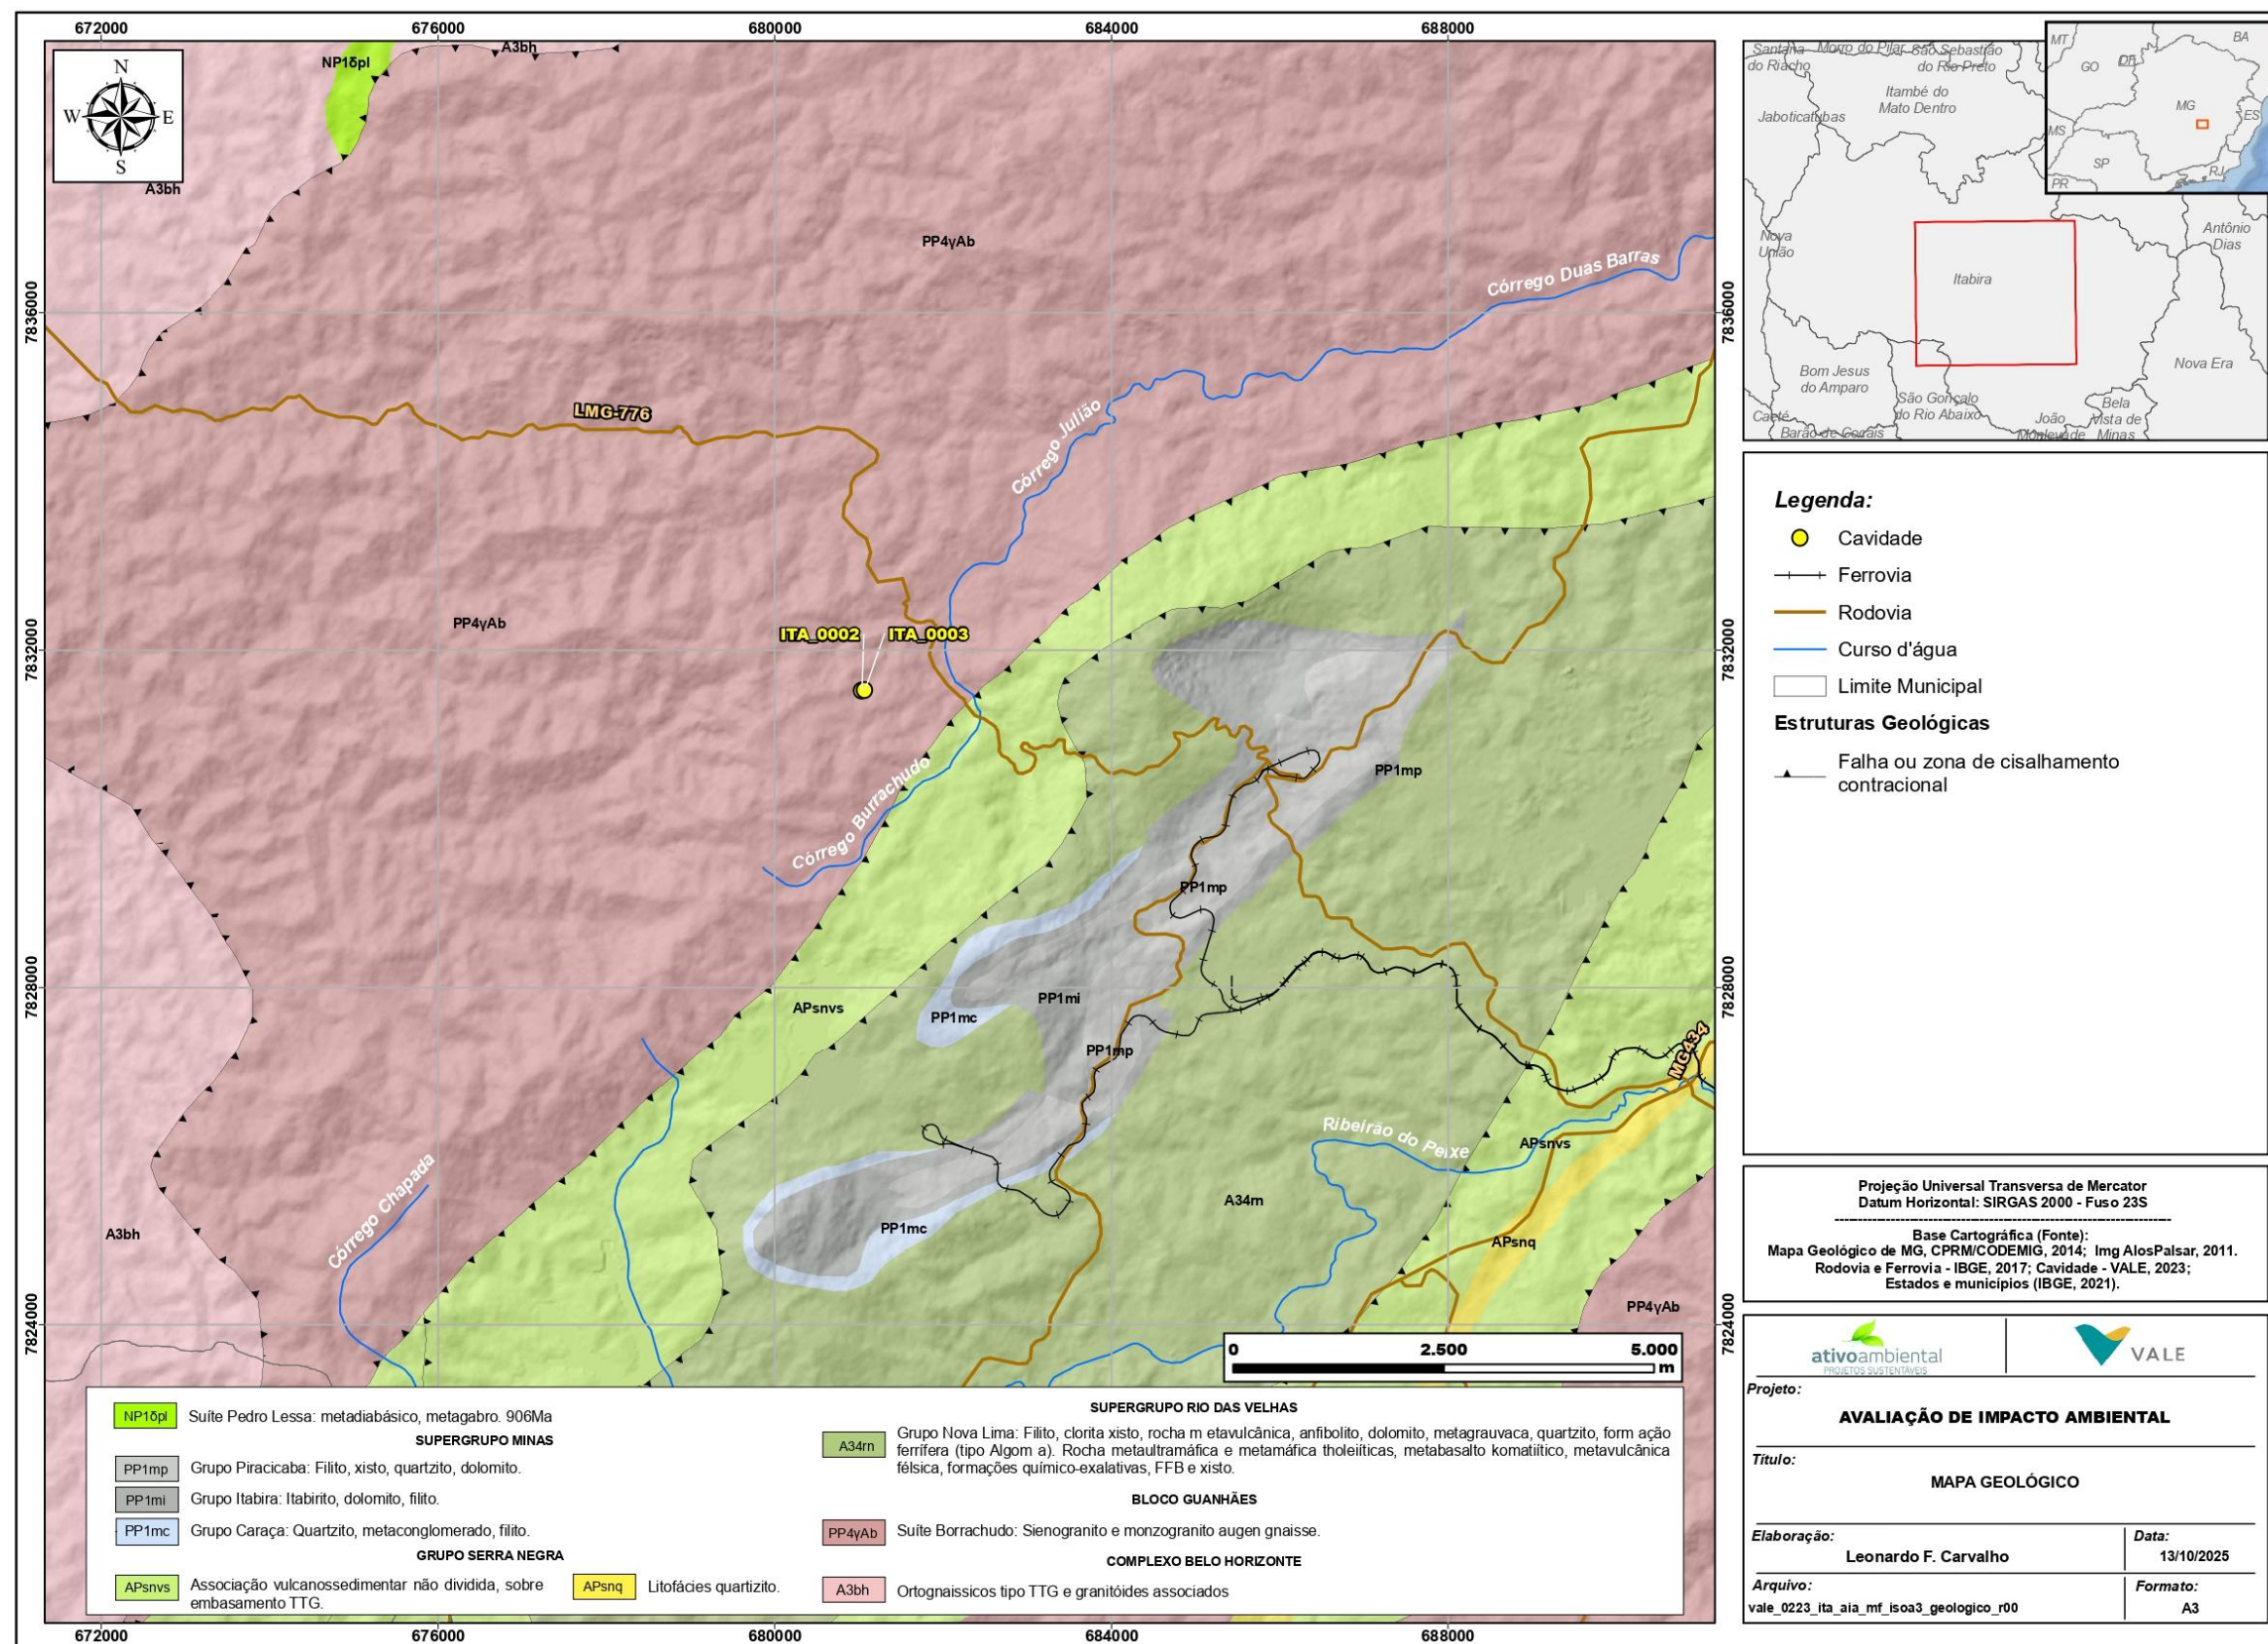 672000
676000
680000
684000
688000
N
W
E
S
NP1δpl
A3bh
A3bh
PP4γAb
Córrego Duas Barras
7836000
7836000
LMG-776
Córrego Julião
PP4γAb
ITA_0002
ITA_0003
7832000
7832000
Córrego Burrachudo
PP1mp
PP1mp
7828000
7828000
APsnvs
PP1mi
PP1mc
PP1mp
MG434
Ribeirão do Peixe
APsnvs
Córrego Chapada
A3bh
A34rn
PP1mc
APsnq
PP4γAb
7824000
7824000
0
2.500
5.000
m
NP1δpl
Suíte Pedro Lessa: metadiabásico, metagabro. 906Ma
SUPERGRUPO MINAS
PP1mp
Grupo Piracicaba: Filito, xisto, quartzito, dolomito.
PP1mi
Grupo Itabira: Itabirito, dolomito, filito.
PP1mc
Grupo Caraça: Quartzito, metaconglomerado, filito.
GRUPO SERRA NEGRA
APsnvs
Associação vulcanossedimentar não dividida, sobre
embasamento TTG.
APsnq
Litofácies quartizito.
SUPERGRUPO RIO DAS VELHAS
A34rn
Grupo Nova Lima: Filito, clorita xisto, rocha m etavulcânica, anfibolito, dolomito, metagrauvaca, quartzito, form ação
ferrífera (tipo Algom a). Rocha metaultramáfica e metamáfica tholeiíticas, metabasalto komatiítico, metavulcânica
félsica, formações químico-exalativas, FFB e xisto.
BLOCO GUANHÃES
PP4γAb
Suíte Borrachudo: Sienogranito e monzogranito augen gnaisse.
COMPLEXO BELO HORIZONTE
A3bh
Ortognaissicos tipo TTG e granitóides associados
672000
676000
680000
684000
688000
Santana
do Riacho
Morro do Pilar
São Sebastião
do Rio Preto
Itambé do
Mato Dentro
Jaboticatubas
Nova
União
Itabira
Antônio
Dias
Nova Era
Bom Jesus
do Amparo
São Gonçalo
do Rio Abaixo
Bela
Vista de
Minas
João
Monlevade
Caeté
Barão de Cocais
MT
BA
GO
DF
MG
ES
MS
SP
RJ
PR
Legenda:
Cavidade
Ferrovia
Rodovia
Curso d'água
Limite Municipal
Estruturas Geológicas
Falha ou zona de cisalhamento
contracional
Projeção Universal Transversa de Mercator
Datum Horizontal: SIRGAS 2000 - Fuso 23S
Base Cartográfica (Fonte):
Mapa Geológico de MG, CPRM/CODEMIG, 2014; Img AlosPalsar, 2011.
Rodovia e Ferrovia - IBGE, 2017; Cavidade - VALE, 2023;
Estados e municípios (IBGE, 2021).
ativoambiental
PROJETOS SUSTENTÁVEIS
VALE
Projeto:
AVALIAÇÃO DE IMPACTO AMBIENTAL
Título:
MAPA GEOLÓGICO
Elaboração:
Leonardo F. Carvalho
Data:
13/10/2025
Arquivo:
vale_0223_ita_aia_mf_isoa3_geologico_r00
Formato:
A3